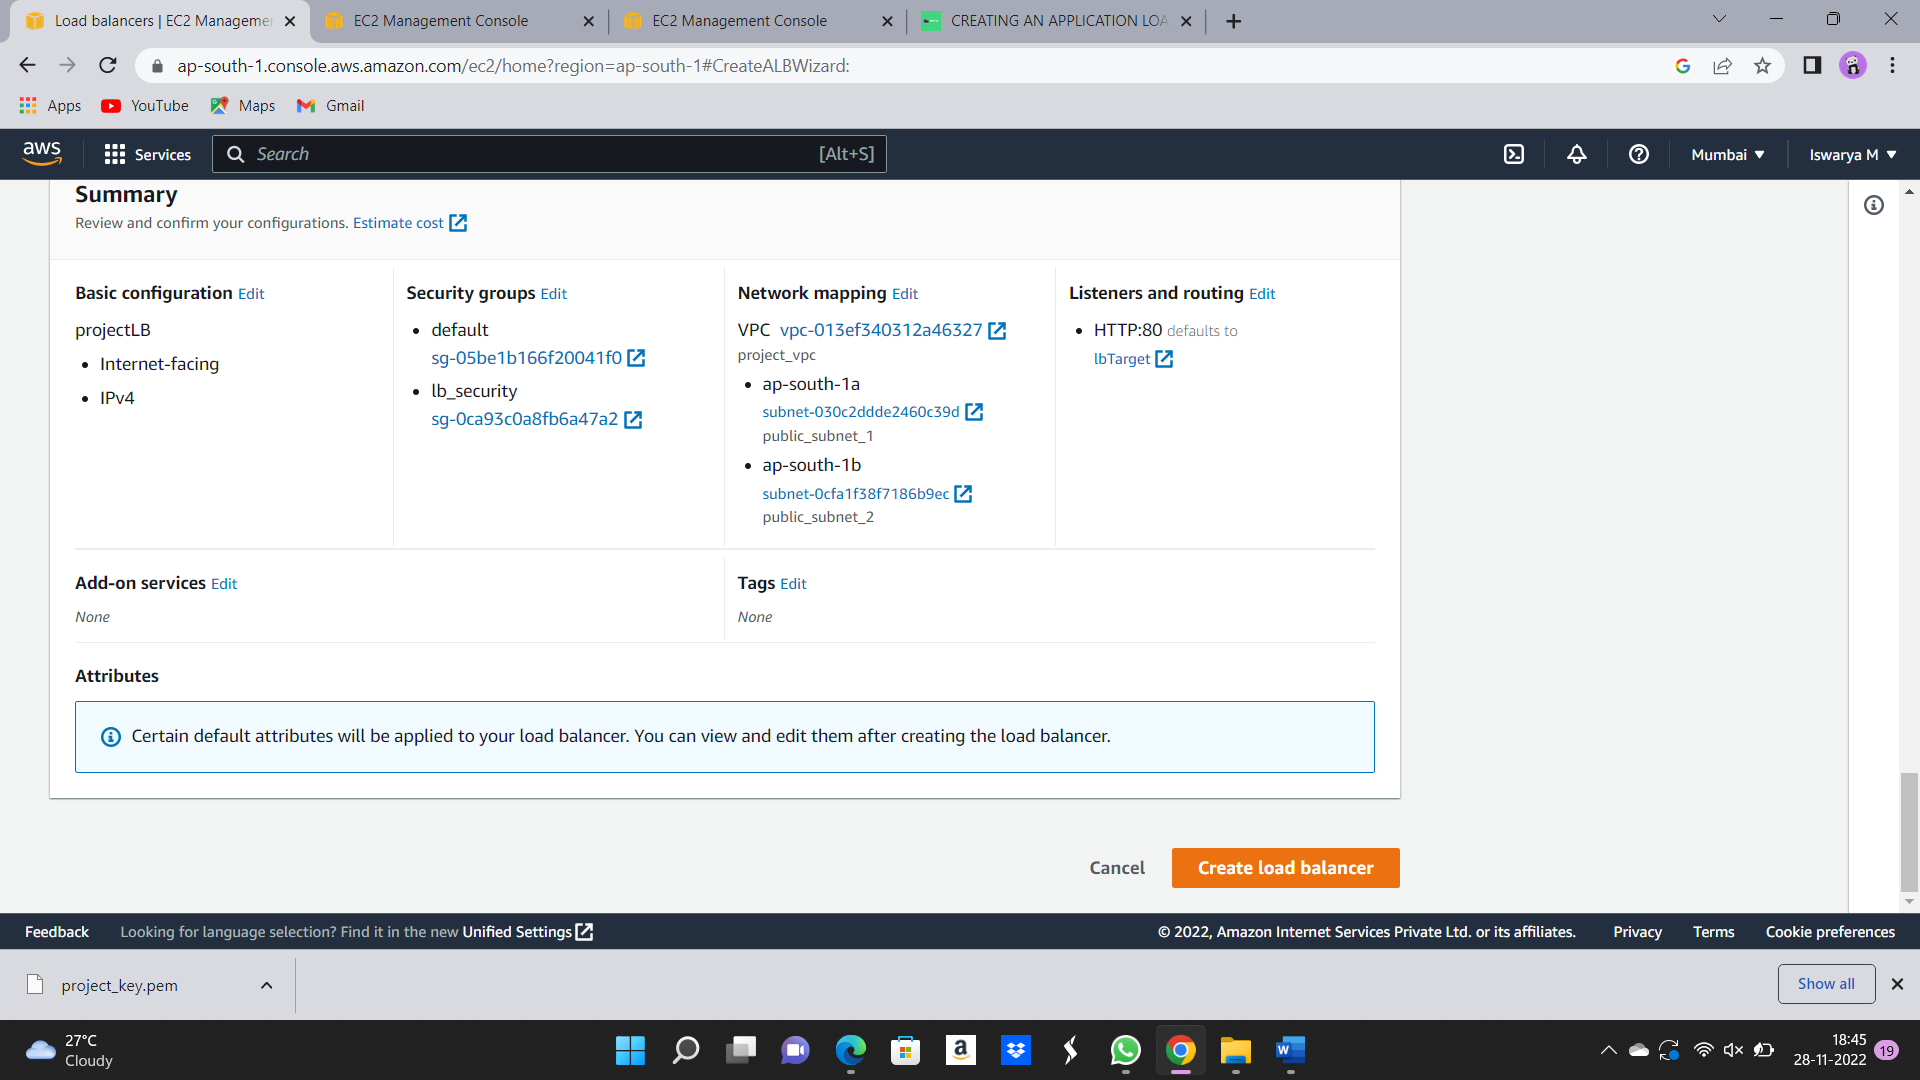 Load balancers | EC2 Managemen
EC2 Management Console
EC2 Management Console
CREATING AN APPLICATION LOA
ap-south-1.console.aws.amazon.com/ec2/home?region=ap-south-1#CreateALBWizard:
Apps
YouTube
Maps
Gmail
aws
Services
Search
[Alt+S]
Mumbai
Iswarya M
Summary
Review and confirm your configurations. Estimate cost
Basic configuration Edit
projectLB
• Internet-facing
• IPv4
Security groups Edit
• default
sg-05be1b166f20041f0
• lb_security
sg-0ca93c0a8fb6a47a2
Network mapping Edit
VPC vpc-013ef340312a46327
project_vpc
• ap-south-1a
subnet-030c2ddde2460c39d
public_subnet_1
• ap-south-1b
subnet-0cfa1f38f7186b9ec
public_subnet_2
Listeners and routing Edit
• HTTP:80 defaults to
lbTarget
Add-on services Edit
None
Tags Edit
None
Attributes
Certain default attributes will be applied to your load balancer. You can view and edit them after creating the load balancer.
Cancel
Create load balancer
Feedback
Looking for language selection? Find it in the new Unified Settings
© 2022, Amazon Internet Services Private Ltd. or its affiliates.
Privacy
Terms
Cookie preferences
project_key.pem
Show all
27°C
Cloudy
18:45
28-11-2022
19